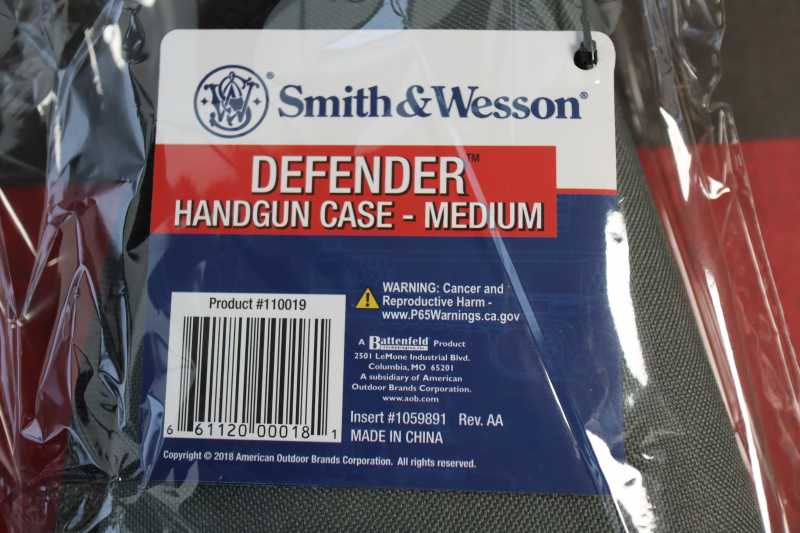 Smith & Wesson®
DEFENDER™
HANDGUN CASE - MEDIUM
Product #110019
6 61120 00018 1
WARNING: Cancer and
Reproductive Harm -
www.P65Warnings.ca.gov
A Battenfeld Product
Technologies, Inc.
2501 LeMone Industrial Blvd.
Columbia, MO 65201
A subsidiary of American
Outdoor Brands Corporation.
www.aob.com
Insert #1059891 Rev. AA
MADE IN CHINA
Copyright © 2018 American Outdoor Brands Corporation. All rights reserved.